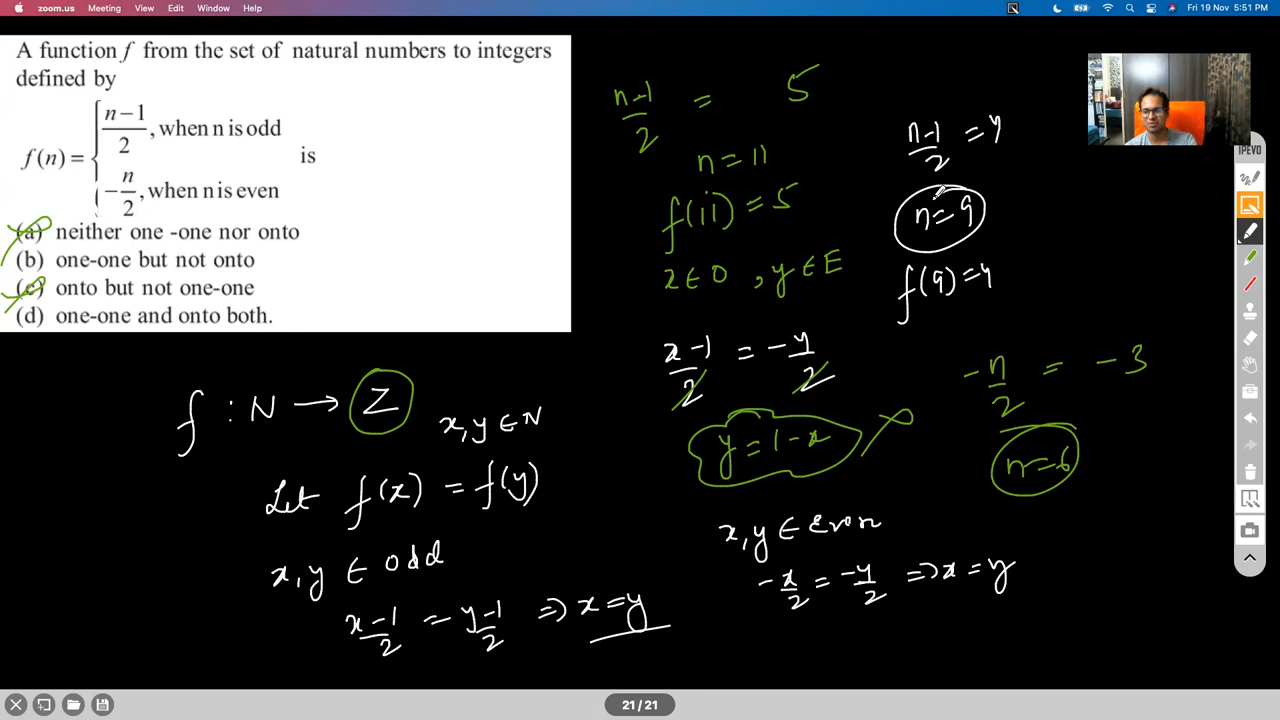 zoom.us Meeting View Edit Window Help
Fri 19 Nov 5:51 PM
A function f from the set of natural numbers to integers
defined by
f(n) = { n−1/2, when n is odd
−n/2, when n is even
is
(a) neither one -one nor onto
(b) one-one but not onto
(c) onto but not one-one
(d) one-one and onto both.
f : N → Z
x, y ∈ N
Let f(x) = f(y)
x, y ∈ odd
x−1/2 = y−1/2 ⇒ x = y
n−1/2 = 5
n = 11
f(11) = 5
x ∈ O , y ∈ E
x−1/2 = −y/2
y = 1−x
x, y ∈ Even
−x/2 = −y/2 ⇒ x = y
n−1/2 = 4
n = 9
f(9) = 4
−n/2 = −3
n = 6
IPEVO
21 / 21